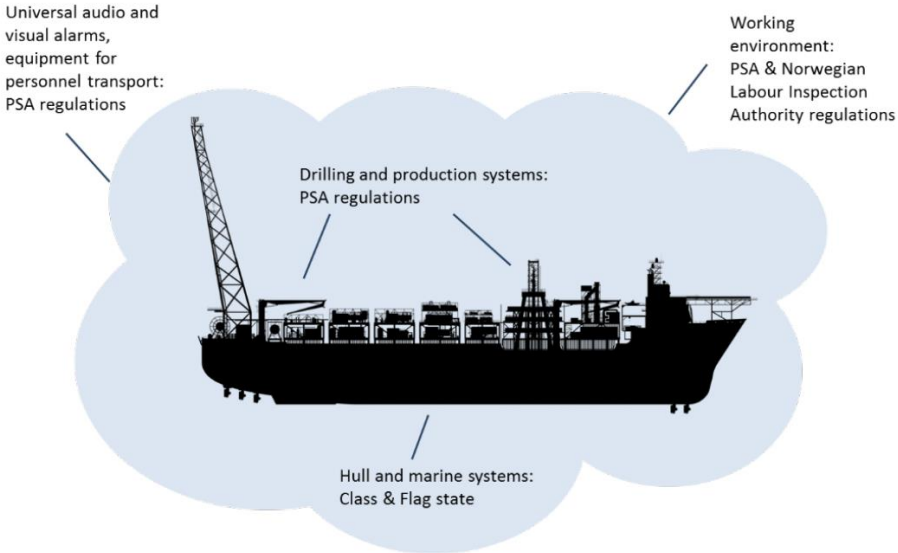 Universal audio and
visual alarms,
equipment for
personnel transport:
PSA regulations
Working
environment:
PSA & Norwegian
Labour Inspection
Authority regulations
Drilling and production systems:
PSA regulations
Hull and marine systems:
Class & Flag state